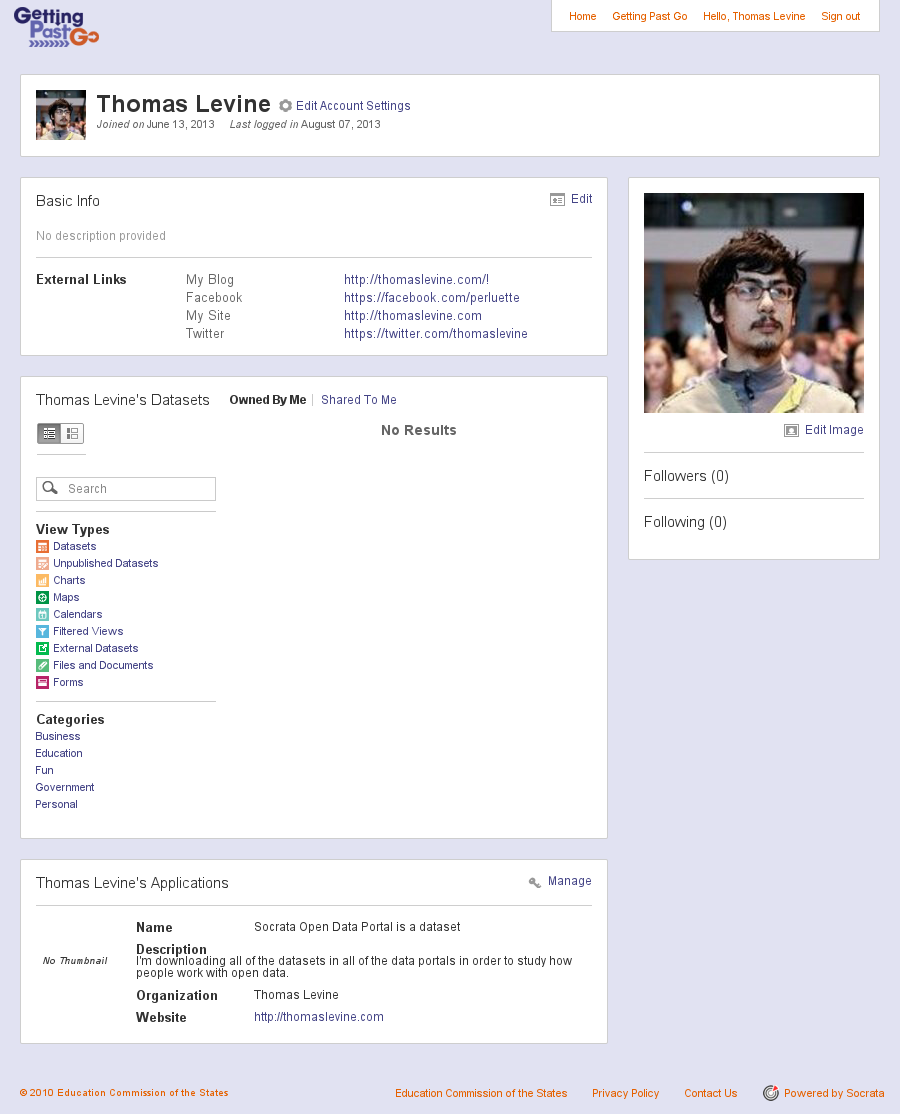 Getting
Past Go
Home Getting Past Go Hello, Thomas Levine Sign out
Thomas Levine Edit Account Settings
Joined on June 13, 2013 Last logged in August 07, 2013
Basic Info Edit
No description provided
External Links My Blog http://thomaslevine.com/!
Facebook https://facebook.com/perluette
My Site http://thomaslevine.com
Twitter https://twitter.com/thomaslevine
Edit Image
Followers (0)
Following (0)
Thomas Levine's Datasets Owned By Me Shared To Me
No Results
Search
View Types
Datasets
Unpublished Datasets
Charts
Maps
Calendars
Filtered Views
External Datasets
Files and Documents
Forms
Categories
Business
Education
Fun
Government
Personal
Thomas Levine's Applications Manage
No Thumbnail
Name Socrata Open Data Portal is a dataset
Description
I'm downloading all of the datasets in all of the data portals in order to study how
people work with open data.
Organization Thomas Levine
Website http://thomaslevine.com
© 2010 Education Commission of the States Education Commission of the States Privacy Policy Contact Us Powered by Socrata